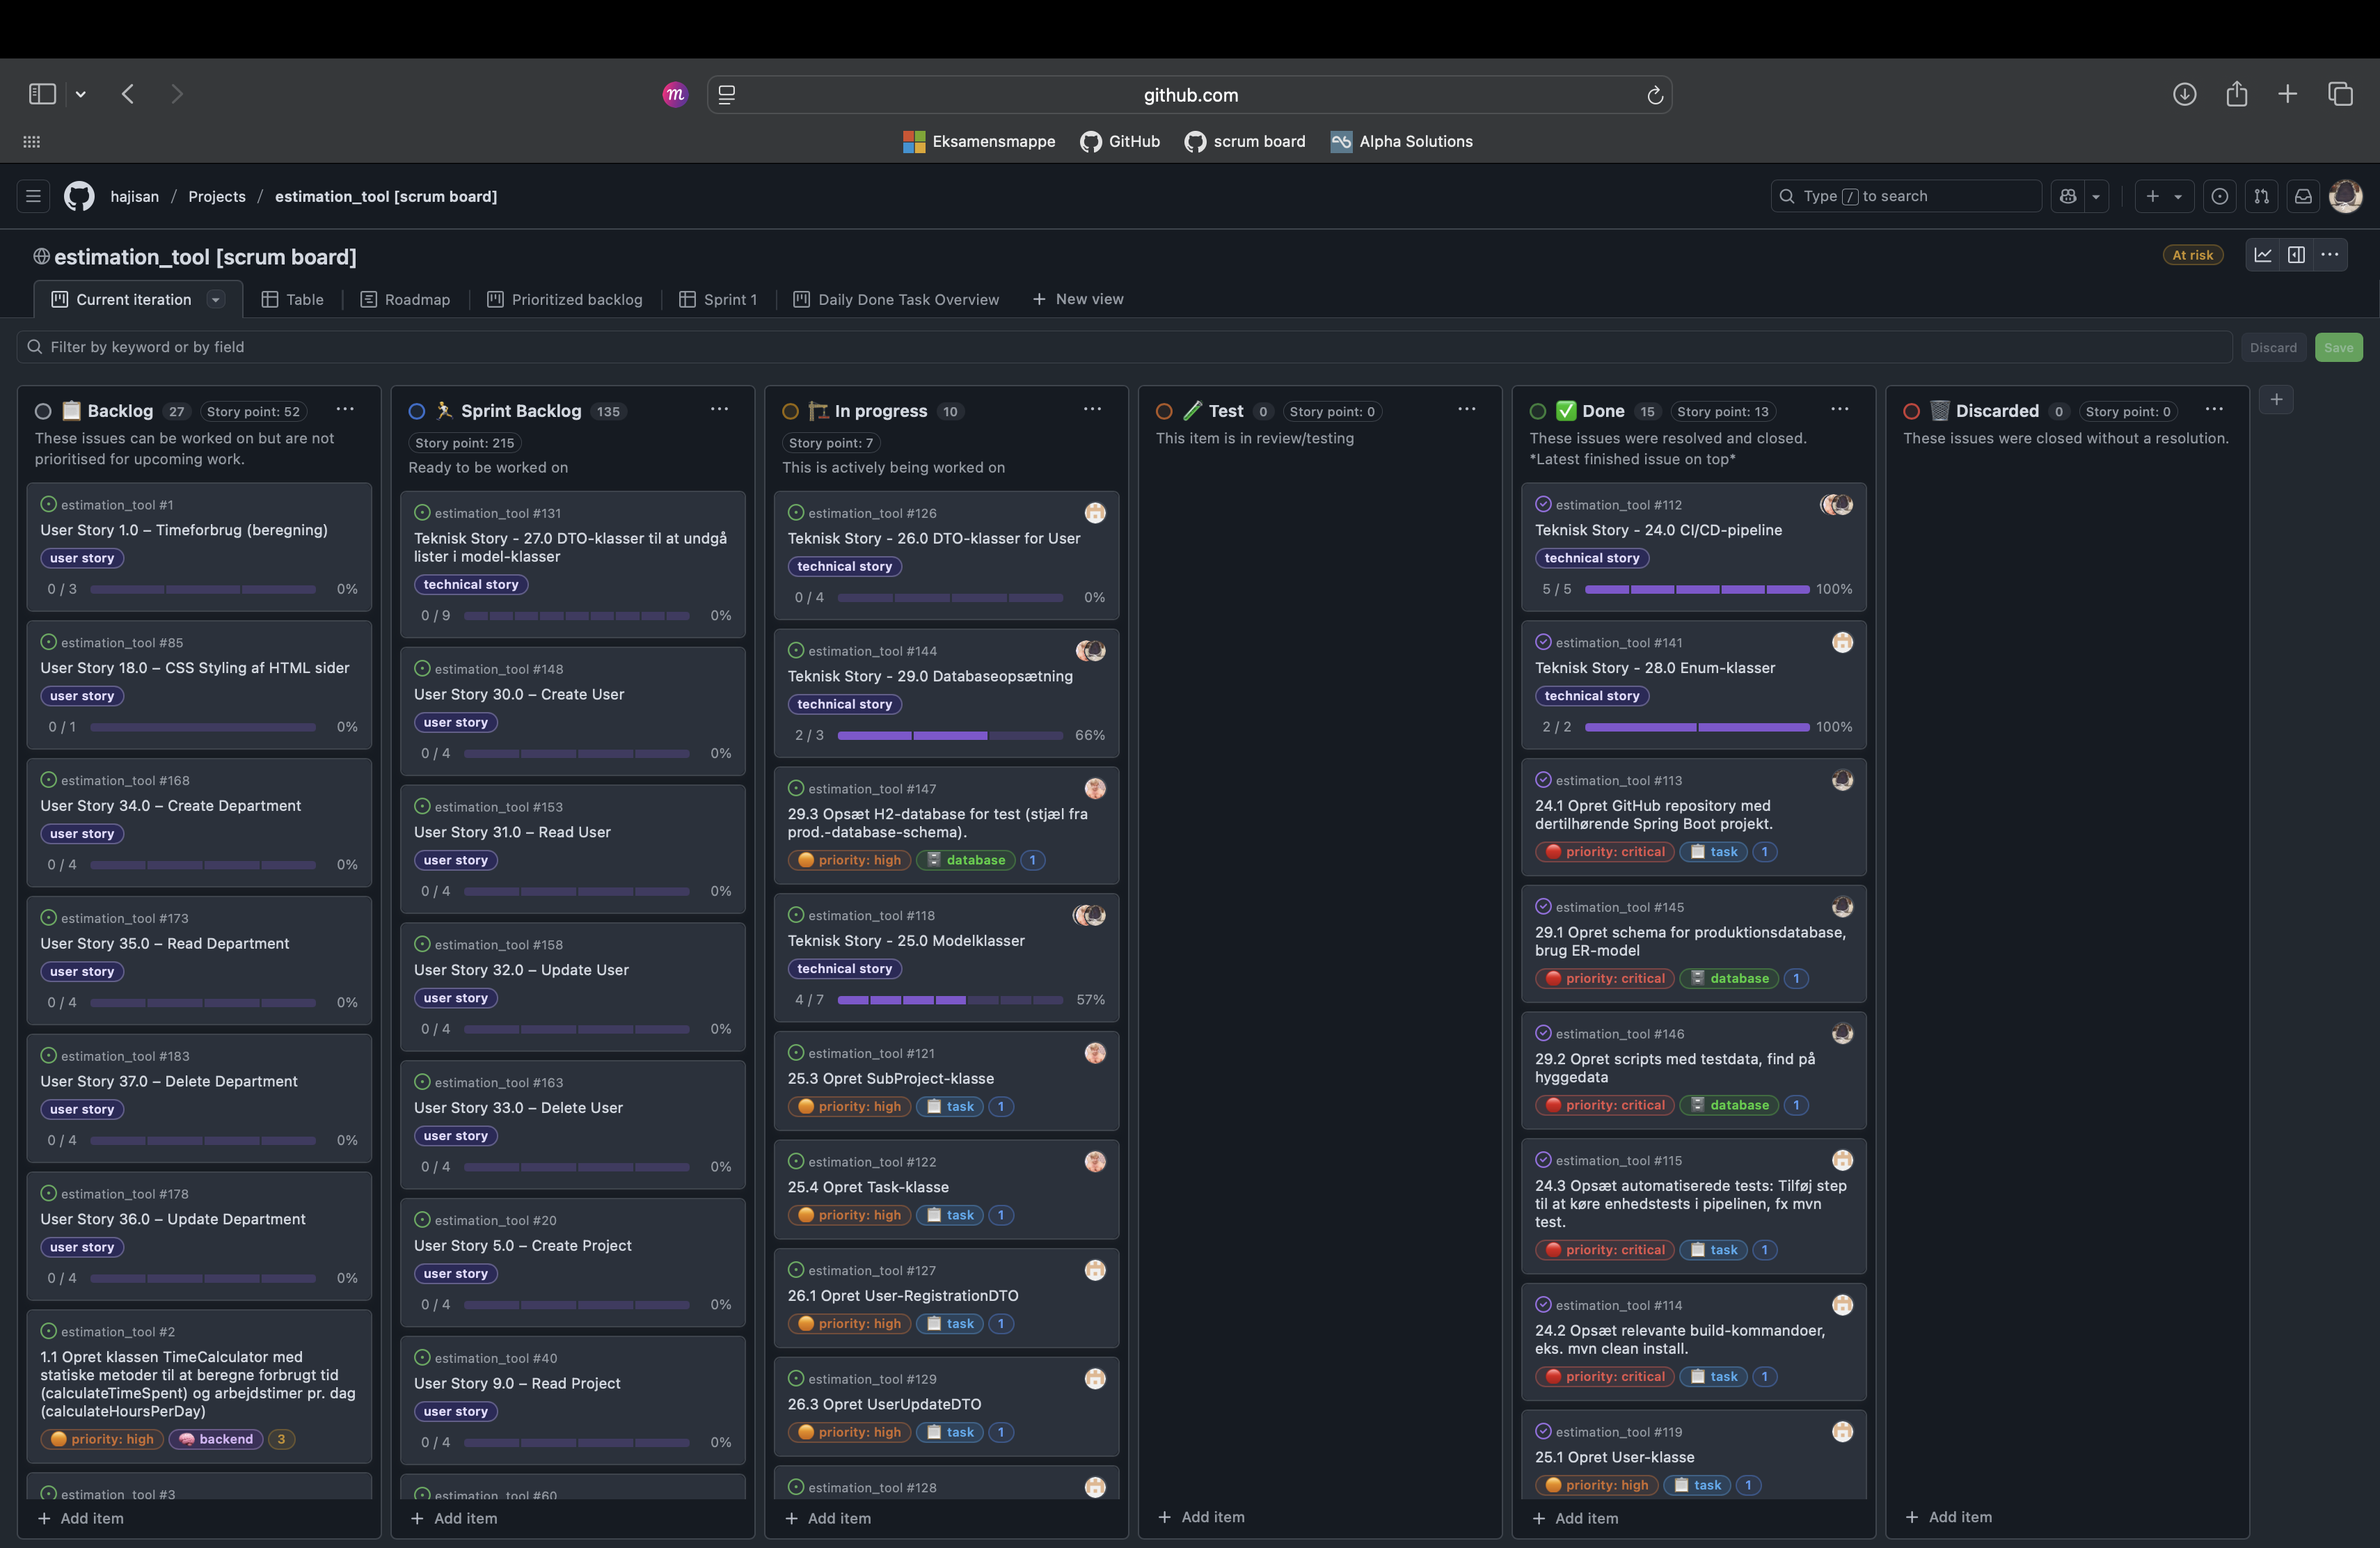 github.com
Eksamensmappe GitHub scrum board Alpha Solutions
hajisan / Projects / estimation_tool [scrum board]
Type / to search
estimation_tool [scrum board]
At risk
Current iteration Table Roadmap Prioritized backlog Sprint 1 Daily Done Task Overview + New view
Filter by keyword or by field
Discard Save
Backlog 27 Story point: 52
These issues can be worked on but are not
prioritised for upcoming work.
estimation_tool #1
User Story 1.0 – Timeforbrug (beregning)
user story
0 / 3 0%
estimation_tool #85
User Story 18.0 – CSS Styling af HTML sider
user story
0 / 1 0%
estimation_tool #168
User Story 34.0 – Create Department
user story
0 / 4 0%
estimation_tool #173
User Story 35.0 – Read Department
user story
0 / 4 0%
estimation_tool #183
User Story 37.0 – Delete Department
user story
0 / 4 0%
estimation_tool #178
User Story 36.0 – Update Department
user story
0 / 4 0%
estimation_tool #2
1.1 Opret klassen TimeCalculator med
statiske metoder til at beregne forbrugt tid
(calculateTimeSpent) og arbejdstimer pr. dag
(calculateHoursPerDay)
priority: high backend 3
estimation_tool #3
+ Add item
Sprint Backlog 135
Story point: 215
Ready to be worked on
estimation_tool #131
Teknisk Story - 27.0 DTO-klasser til at undgå
lister i model-klasser
technical story
0 / 9 0%
estimation_tool #148
User Story 30.0 – Create User
user story
0 / 4 0%
estimation_tool #153
User Story 31.0 – Read User
user story
0 / 4 0%
estimation_tool #158
User Story 32.0 – Update User
user story
0 / 4 0%
estimation_tool #163
User Story 33.0 – Delete User
user story
0 / 4 0%
estimation_tool #20
User Story 5.0 – Create Project
user story
0 / 4 0%
estimation_tool #40
User Story 9.0 – Read Project
user story
0 / 4 0%
estimation_tool #60
+ Add item
In progress 10
Story point: 7
This is actively being worked on
estimation_tool #126
Teknisk Story - 26.0 DTO-klasser for User
technical story
0 / 4 0%
estimation_tool #144
Teknisk Story - 29.0 Databaseopsætning
technical story
2 / 3 66%
estimation_tool #147
29.3 Opsæt H2-database for test (stjæl fra
prod.-database-schema).
priority: high database 1
estimation_tool #118
Teknisk Story - 25.0 Modelklasser
technical story
4 / 7 57%
estimation_tool #121
25.3 Opret SubProject-klasse
priority: high task 1
estimation_tool #122
25.4 Opret Task-klasse
priority: high task 1
estimation_tool #127
26.1 Opret User-RegistrationDTO
priority: high task 1
estimation_tool #129
26.3 Opret UserUpdateDTO
priority: high task 1
estimation_tool #128
+ Add item
Test 0 Story point: 0
This item is in review/testing
+ Add item
Done 15 Story point: 13
These issues were resolved and closed.
*Latest finished issue on top*
estimation_tool #112
Teknisk Story - 24.0 CI/CD-pipeline
technical story
5 / 5 100%
estimation_tool #141
Teknisk Story - 28.0 Enum-klasser
technical story
2 / 2 100%
estimation_tool #113
24.1 Opret GitHub repository med
dertilhørende Spring Boot projekt.
priority: critical task 1
estimation_tool #145
29.1 Opret schema for produktionsdatabase,
brug ER-model
priority: critical database 1
estimation_tool #146
29.2 Opret scripts med testdata, find på
hyggedata
priority: critical database 1
estimation_tool #115
24.3 Opsæt automatiserede tests: Tilføj step
til at køre enhedstests i pipelinen, fx mvn
test.
priority: critical task 1
estimation_tool #114
24.2 Opsæt relevante build-kommandoer,
eks. mvn clean install.
priority: critical task 1
estimation_tool #119
25.1 Opret User-klasse
priority: high task 1
+ Add item
Discarded 0 Story point: 0
These issues were closed without a resolution.
+ Add item